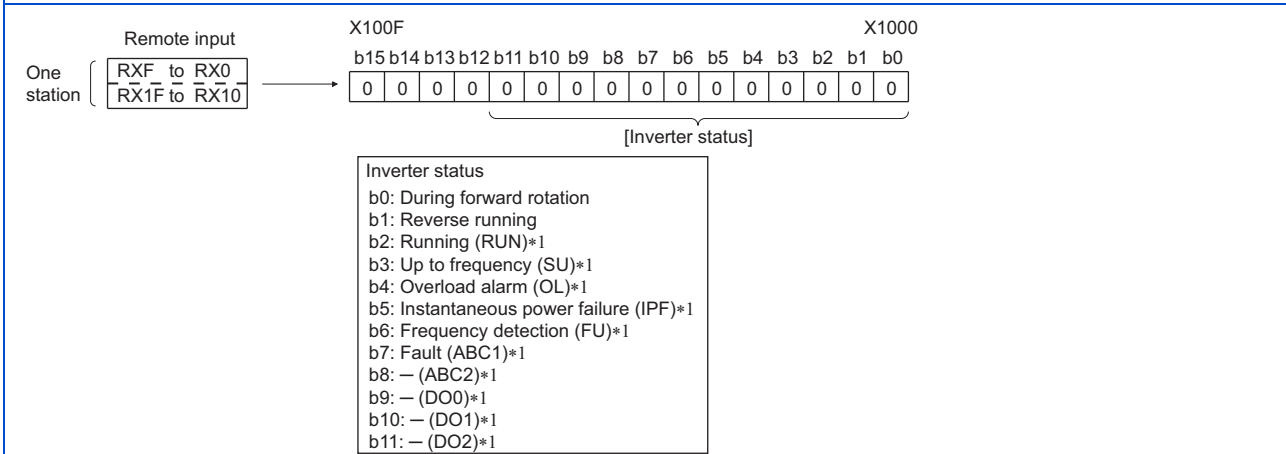 X100F X1000
Remote input
b15 b14 b13 b12 b11 b10 b9 b8 b7 b6 b5 b4 b3 b2 b1 b0
One station
RXF to RX0
RX1F to RX10
0 0 0 0 0 0 0 0 0 0 0 0 0 0 0 0
[Inverter status]
Inverter status
b0: During forward rotation
b1: Reverse running
b2: Running (RUN)*1
b3: Up to frequency (SU)*1
b4: Overload alarm (OL)*1
b5: Instantaneous power failure (IPF)*1
b6: Frequency detection (FU)*1
b7: Fault (ABC1)*1
b8: — (ABC2)*1
b9: — (DO0)*1
b10: — (DO1)*1
b11: — (DO2)*1